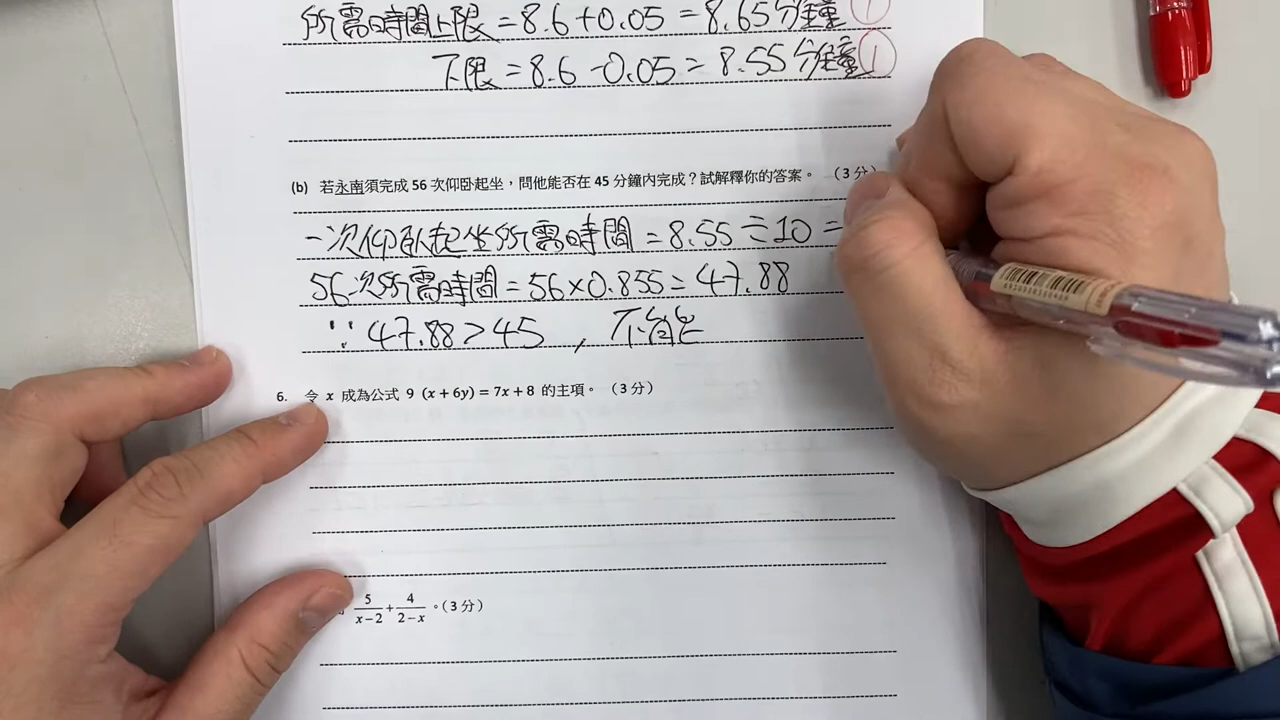 所需時間上限=8.6+0.05=8.65分鐘 1
下限=8.6-0.05=8.55分鐘 1
(b) 若永南須完成 56 次仰卧起坐，問他能否在 45 分鐘內完成？試解釋你的答案。 (3 分)
一次仰卧起坐所需時間=8.55÷10=
56次所需時間=56×0.855=47.88
∵47.88>45 , 不能
6. 令 x 成為公式 9 (x + 6y) = 7x + 8 的主項。 (3 分)
5/x-2 + 4/2-x 。(3 分)